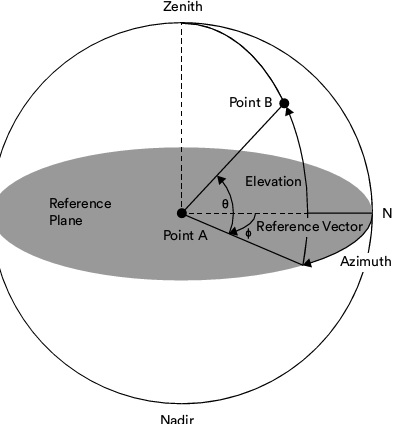 Zenith
Point B
Elevation
Reference
Plane
θ
N
Reference Vector
Point A
ϕ
Azimuth
Nadir